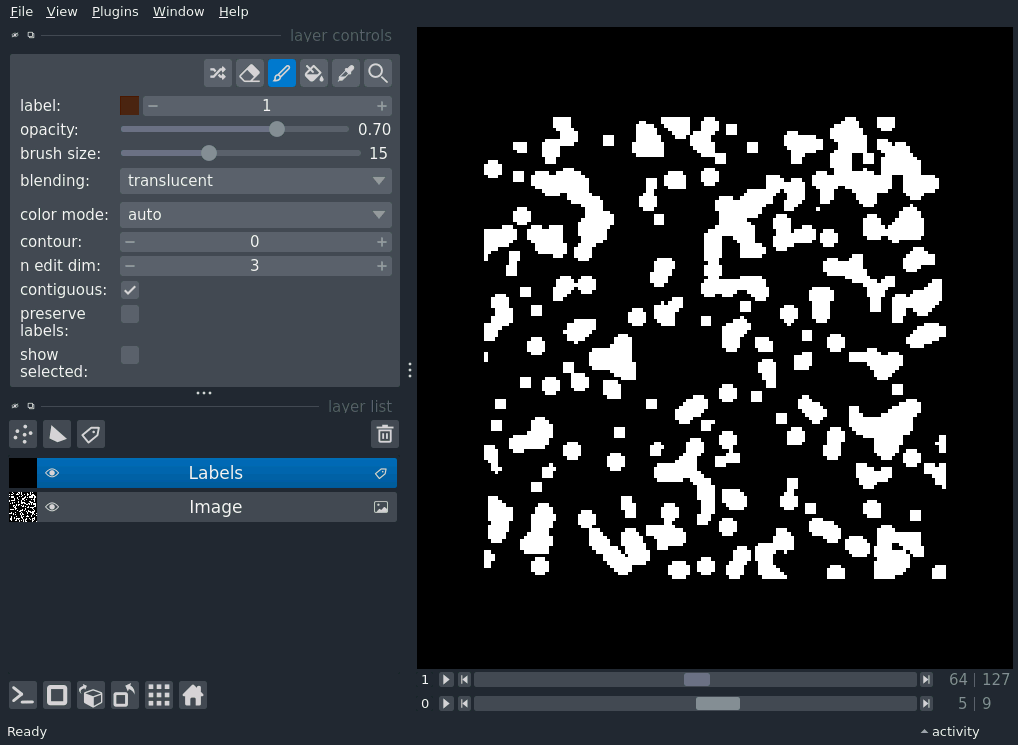 File View Plugins Window Help
layer controls
label: 1
opacity: 0.70
brush size: 15
blending: translucent
color mode: auto
contour: 0
n edit dim: 3
contiguous:
preserve
labels:
show
selected:
layer list
Labels
Image
1 64 | 127
0 5 | 9
Ready activity